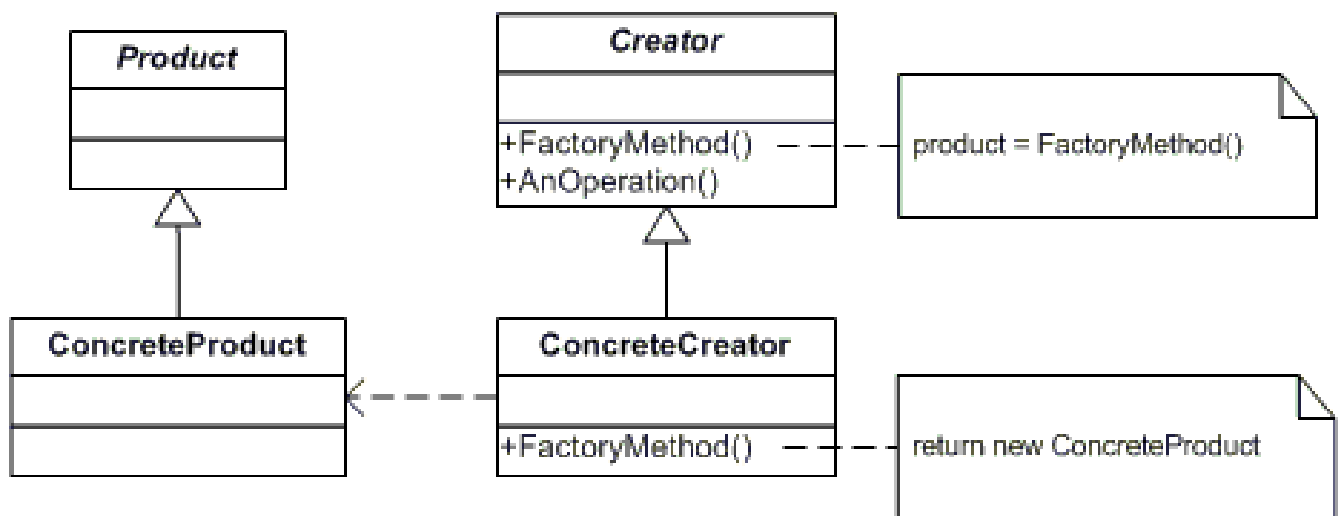 Product
Creator
+FactoryMethod()
+AnOperation()
product = FactoryMethod()
ConcreteProduct
ConcreteCreator
+FactoryMethod()
return new ConcreteProduct